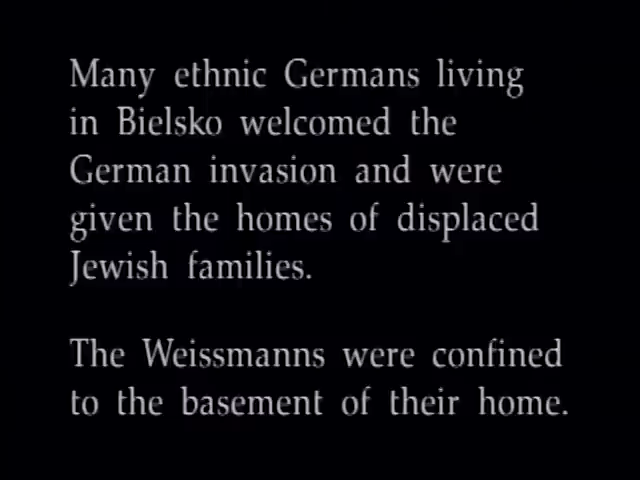 Many ethnic Germans living
in Bielsko welcomed the
German invasion and were
given the homes of displaced
Jewish families.
The Weissmanns were confined
to the basement of their home.